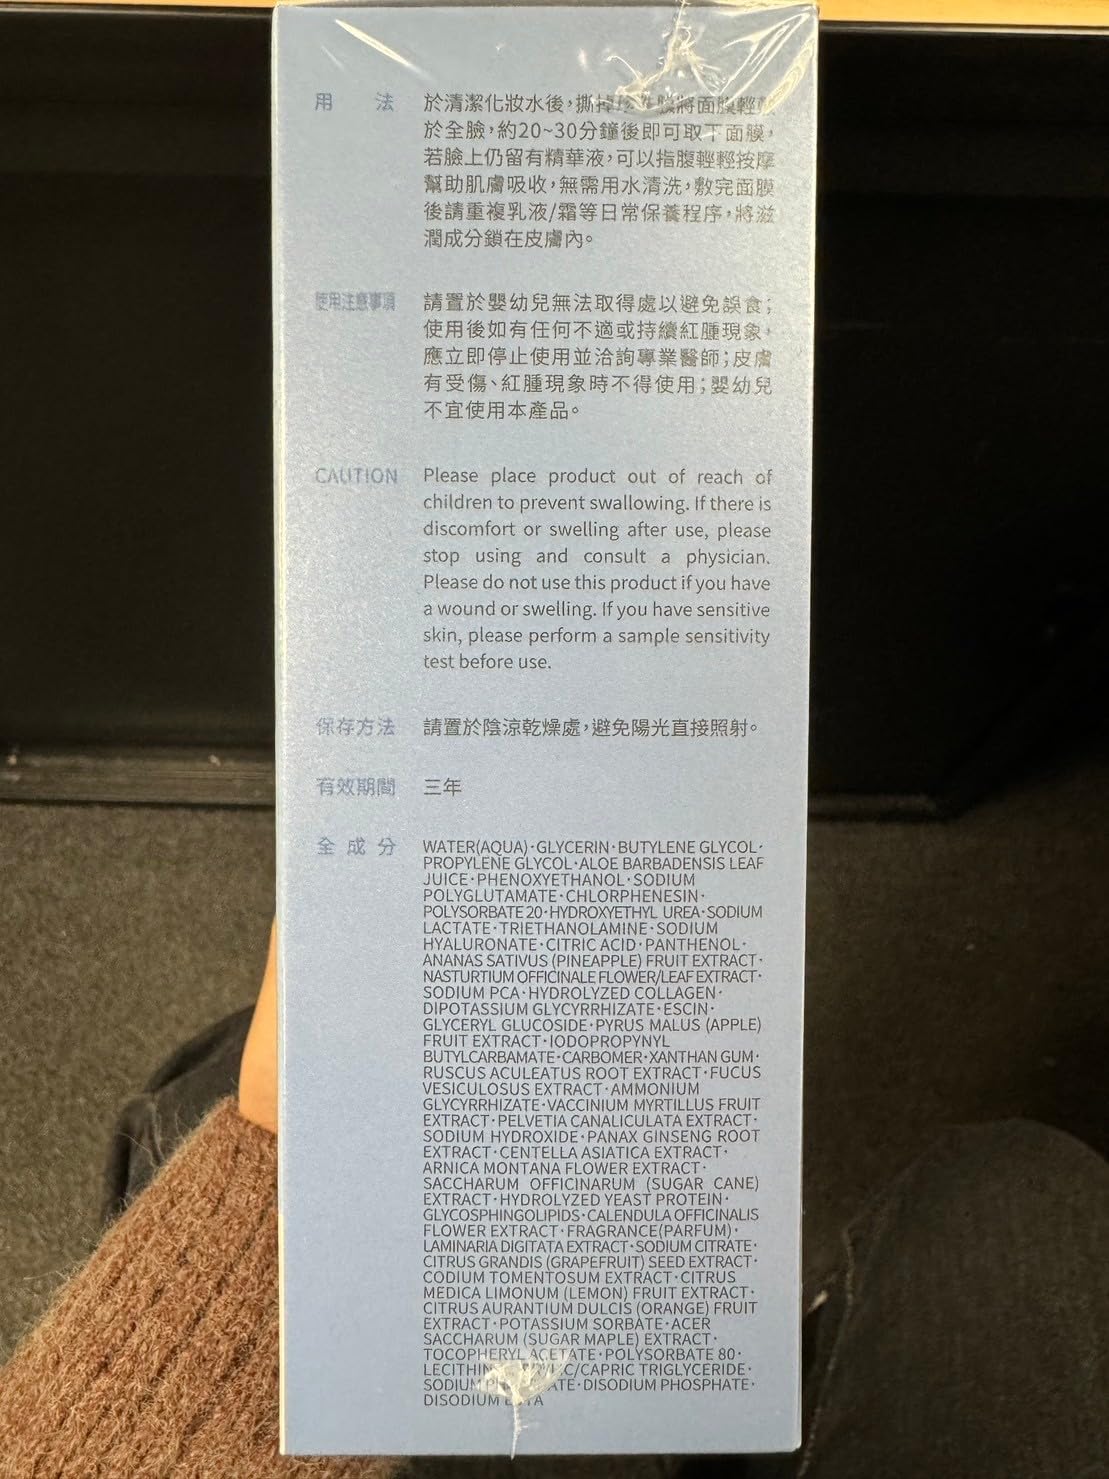 用 法 於清潔化妝水後,撕掉 將面膜輕
於全臉,約20~30分鐘後即可取下面膜,
若臉上仍留有精華液,可以指腹輕輕按摩
幫助肌膚吸收,無需用水清洗,敷完面膜
後請重複乳液/霜等日常保養程序,將滋
潤成分鎖在皮膚內。
使用注意事項 請置於嬰幼兒無法取得處以避免誤食;
使用後如有任何不適或持續紅腫現象,
應立即停止使用並洽詢專業醫師;皮膚
有受傷、紅腫現象時不得使用;嬰幼兒
不宜使用本產品。
CAUTION Please place product out of reach of
children to prevent swallowing. If there is
discomfort or swelling after use, please
stop using and consult a physician.
Please do not use this product if you have
a wound or swelling. If you have sensitive
skin, please perform a sample sensitivity
test before use.
保存方法 請置於陰涼乾燥處,避免陽光直接照射。
有效期間 三年
全成分 WATER(AQUA)·GLYCERIN·BUTYLENE GLYCOL·
PROPYLENE GLYCOL·ALOE BARBADENSIS LEAF
JUICE·PHENOXYETHANOL·SODIUM
POLYGLUTAMATE·CHLORPHENESIN·
POLYSORBATE 20·HYDROXYETHYL UREA·SODIUM
LACTATE·TRIETHANOLAMINE·SODIUM
HYALURONATE·CITRIC ACID·PANTHENOL·
ANANAS SATIVUS (PINEAPPLE) FRUIT EXTRACT·
NASTURTIUM OFFICINALE FLOWER/LEAF EXTRACT·
SODIUM PCA·HYDROLYZED COLLAGEN·
DIPOTASSIUM GLYCYRRHIZATE·ESCIN·
GLYCERYL GLUCOSIDE·PYRUS MALUS (APPLE)
FRUIT EXTRACT·IODOPROPYNYL
BUTYLCARBAMATE·CARBOMER·XANTHAN GUM·
RUSCUS ACULEATUS ROOT EXTRACT·FUCUS
VESICULOSUS EXTRACT·AMMONIUM
GLYCYRRHIZATE·VACCINIUM MYRTILLUS FRUIT
EXTRACT·PELVETIA CANALICULATA EXTRACT·
SODIUM HYDROXIDE·PANAX GINSENG ROOT
EXTRACT·CENTELLA ASIATICA EXTRACT·
ARNICA MONTANA FLOWER EXTRACT·
SACCHARUM OFFICINARUM (SUGAR CANE)
EXTRACT·HYDROLYZED YEAST PROTEIN·
GLYCOSPHINGOLIPIDS·CALENDULA OFFICINALIS
FLOWER EXTRACT·FRAGRANCE(PARFUM)·
LAMINARIA DIGITATA EXTRACT·SODIUM CITRATE·
CITRUS GRANDIS (GRAPEFRUIT) SEED EXTRACT·
CODIUM TOMENTOSUM EXTRACT·CITRUS
MEDICA LIMONUM (LEMON) FRUIT EXTRACT·
CITRUS AURANTIUM DULCIS (ORANGE) FRUIT
EXTRACT·POTASSIUM SORBATE·ACER
SACCHARUM (SUGAR MAPLE) EXTRACT·
TOCOPHERYL ACETATE·POLYSORBATE 80·
LECITHIN /CAPRIC TRIGLYCERIDE·
SODIUM ·DISODIUM PHOSPHATE·
DISODIUM